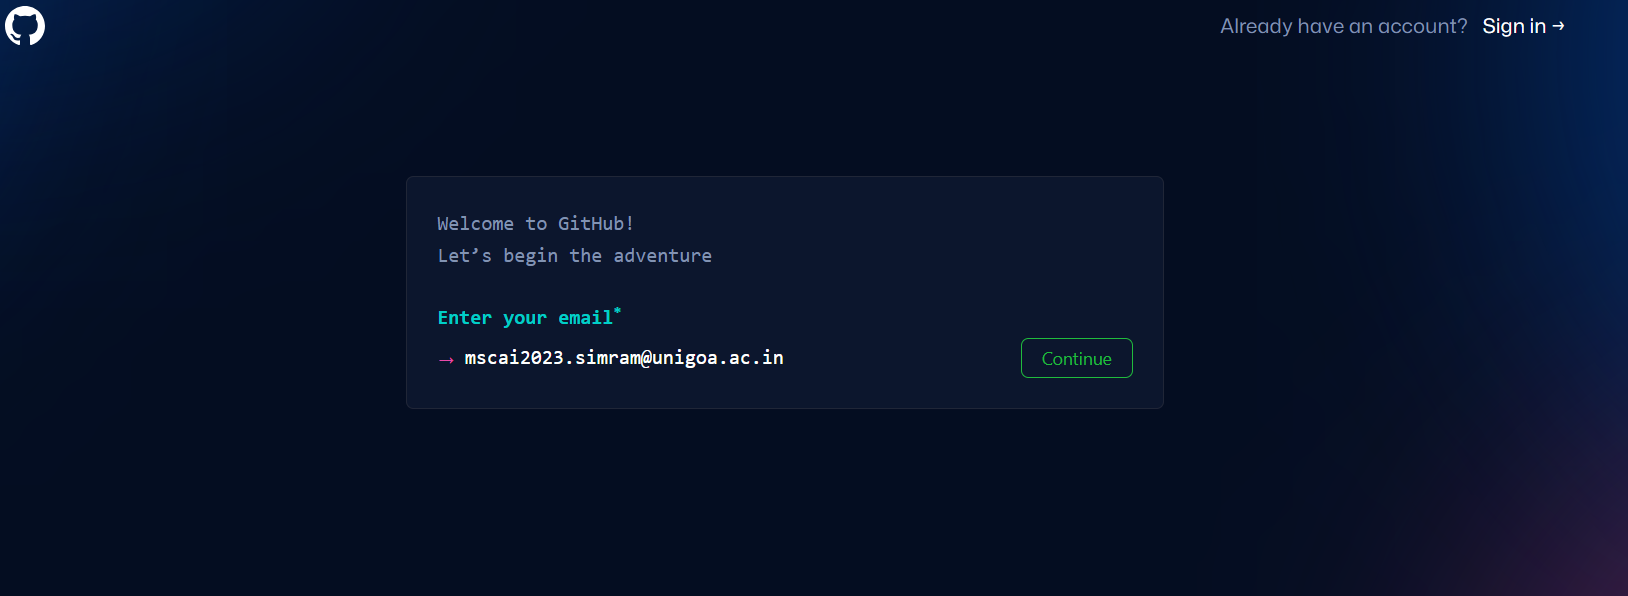 Already have an account? Sign in →
Welcome to GitHub!
Let’s begin the adventure
Enter your email*
→ mscai2023.simram@unigoa.ac.in
Continue